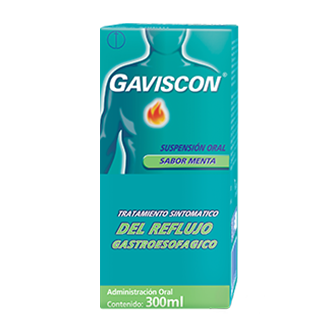 GAVISCON®
SUSPENSIÓN ORAL
SABOR MENTA
TRATAMIENTO SINTOMATICO
DEL REFLUJO
GASTROESOFAGICO
Administración Oral
Contenido: 300ml